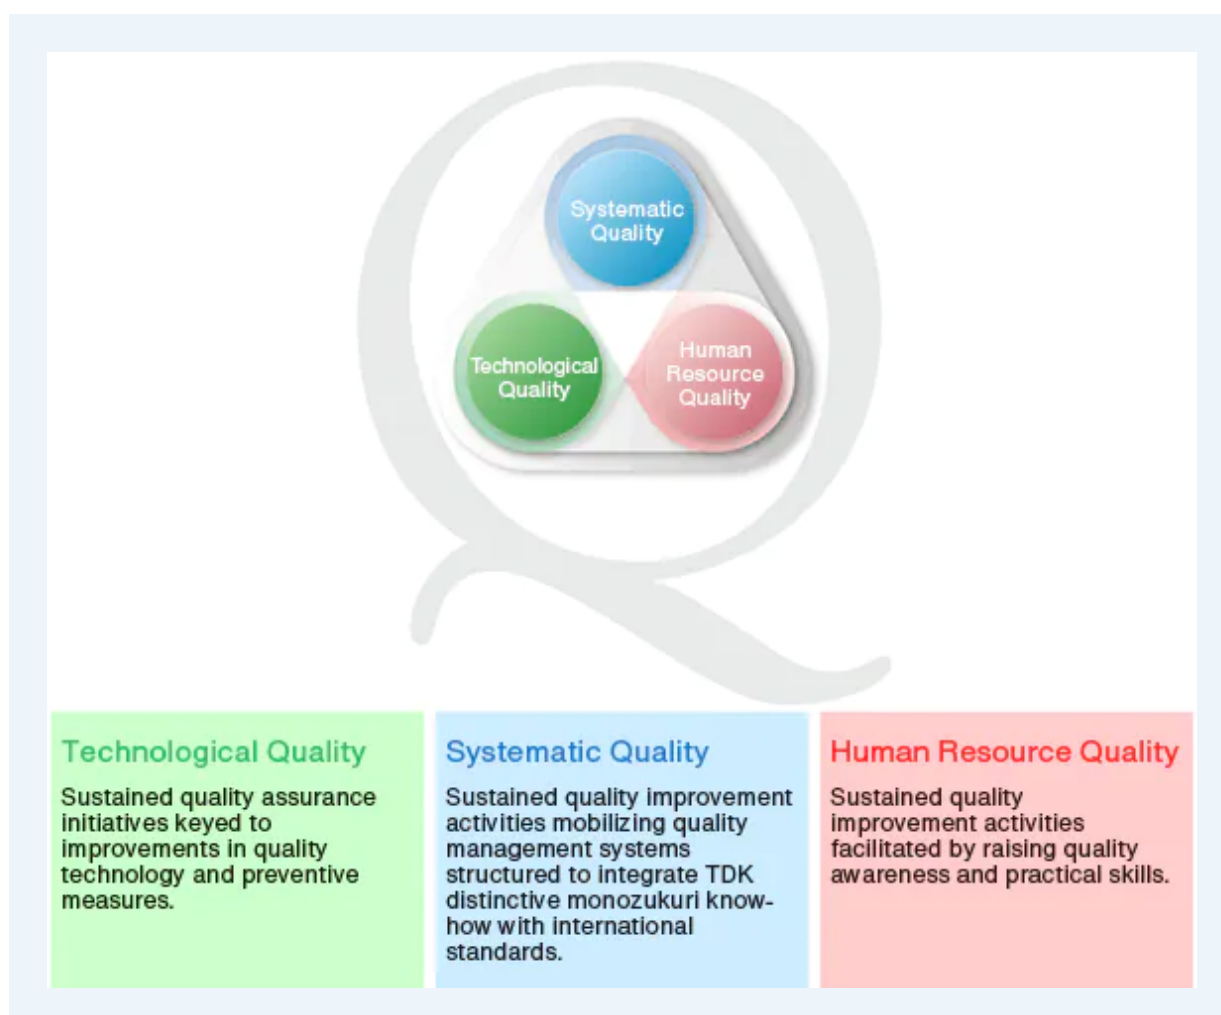 Q
Systematic
Quality
Technological
Quality
Human
Resource
Quality
Technological Quality
Sustained quality assurance
initiatives keyed to
improvements in quality
technology and preventive
measures.
Systematic Quality
Sustained quality improvement
activities mobilizing quality
management systems
structured to integrate TDK
distinctive monozukuri know-
how with international
standards.
Human Resource Quality
Sustained quality
improvement activities
facilitated by raising quality
awareness and practical skills.